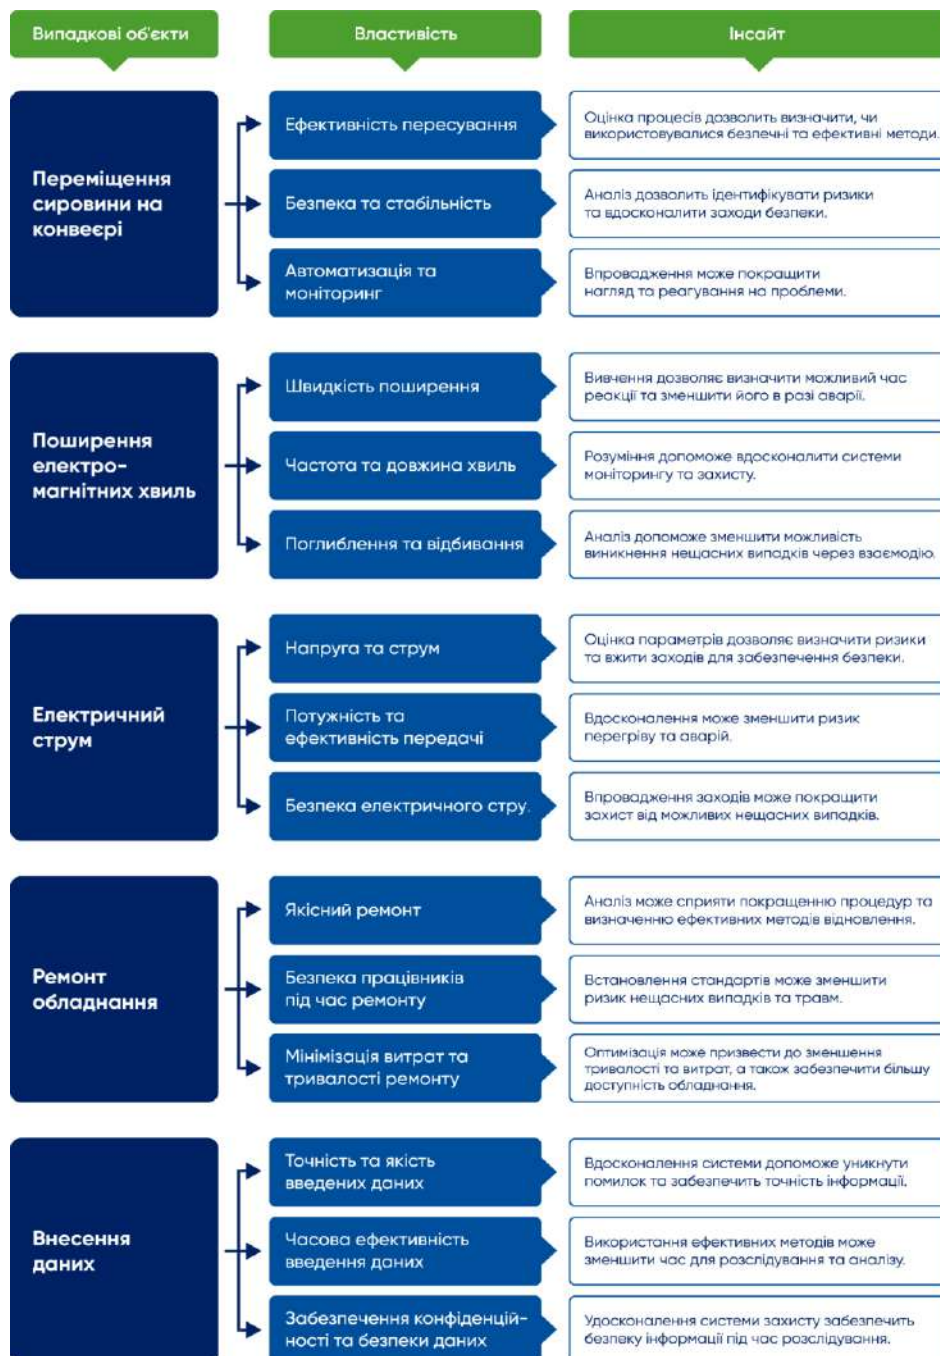 Випадкові об'єкти
Властивість
Інсайт
Переміщення
сировини на
конвеєрі
Ефективність пересування
Оцінка процесів дозволить визначити, чи
використовувалися безпечні та ефективні методи.
Безпека та стабільність
Аналіз дозволить ідентифікувати ризики
та вдосконалити заходи безпеки.
Автоматизація та
моніторинг
Впровадження може покращити
нагляд та реагування на проблеми.
Поширення
електро-
магнітних хвиль
Швидкість поширення
Вивчення дозволяє визначити можливий час
реакції та зменшити його в разі аварії.
Частота та довжина хвиль
Розуміння допоможе вдосконалити системи
моніторингу та захисту.
Поглиблення та відбивання
Аналіз допоможе зменшити можливість
виникнення нещасних випадків через взаємодію.
Електричний
струм
Напруга та струм
Оцінка параметрів дозволяє визначити ризики
та вжити заходів для забезпечення безпеки.
Потужність та
ефективність передачі
Вдосконалення може зменшити ризик
перегріву та аварій.
Безпека електричного стру.
Впровадження заходів може покращити
захист від можливих нещасних випадків.
Ремонт
обладнання
Якісний ремонт
Аналіз може сприяти покращенню процедур та
визначенню ефективних методів відновлення.
Безпека працівників
під час ремонту
Встановлення стандартів може зменшити
ризик нещасних випадків та травм.
Мінімізація витрат та
тривалості ремонту
Оптимізація може призвести до зменшення
тривалості та витрат, а також забезпечити більшу
доступність обладнання.
Внесення
даних
Точність та якість
введених даних
Вдосконалення системи допоможе уникнути
помилок та забезпечить точність інформації.
Часова ефективність
введення даних
Використання ефективних методів може
зменшити час для розслідування та аналізу.
Забезпечення конфіденцій-
ності та безпеки даних
Удосконалення системи захисту забезпечить
безпеку інформації під час розслідування.